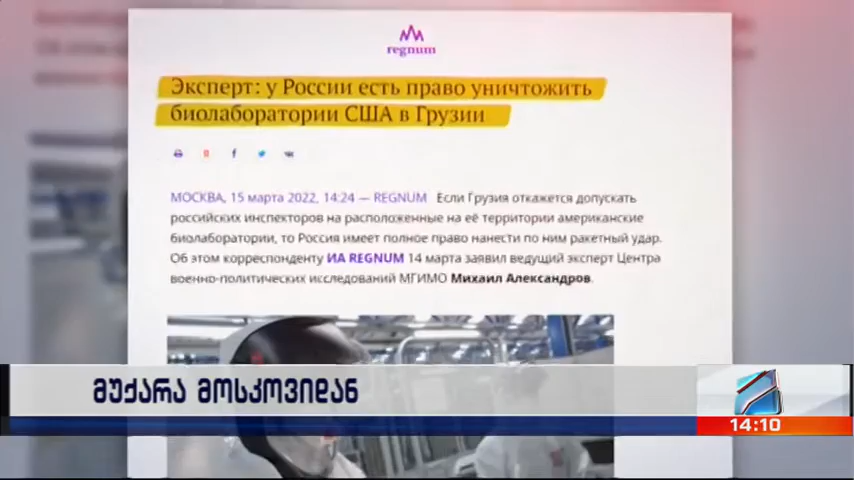 regnum
Эксперт: у России есть право уничтожить
биолаборатории США в Грузии
МОСКВА, 15 марта 2022, 14:24 — REGNUM Если Грузия откажется допускать
российских инспекторов на расположенные на её территории американские
биолаборатории, то Россия имеет полное право нанести по ним ракетный удар.
Об этом корреспонденту ИА REGNUM 14 марта заявил ведущий эксперт Центра
военно-политических исследований МГИМО Михаил Александров.
მუქარა მოსკოვიდან
14:10